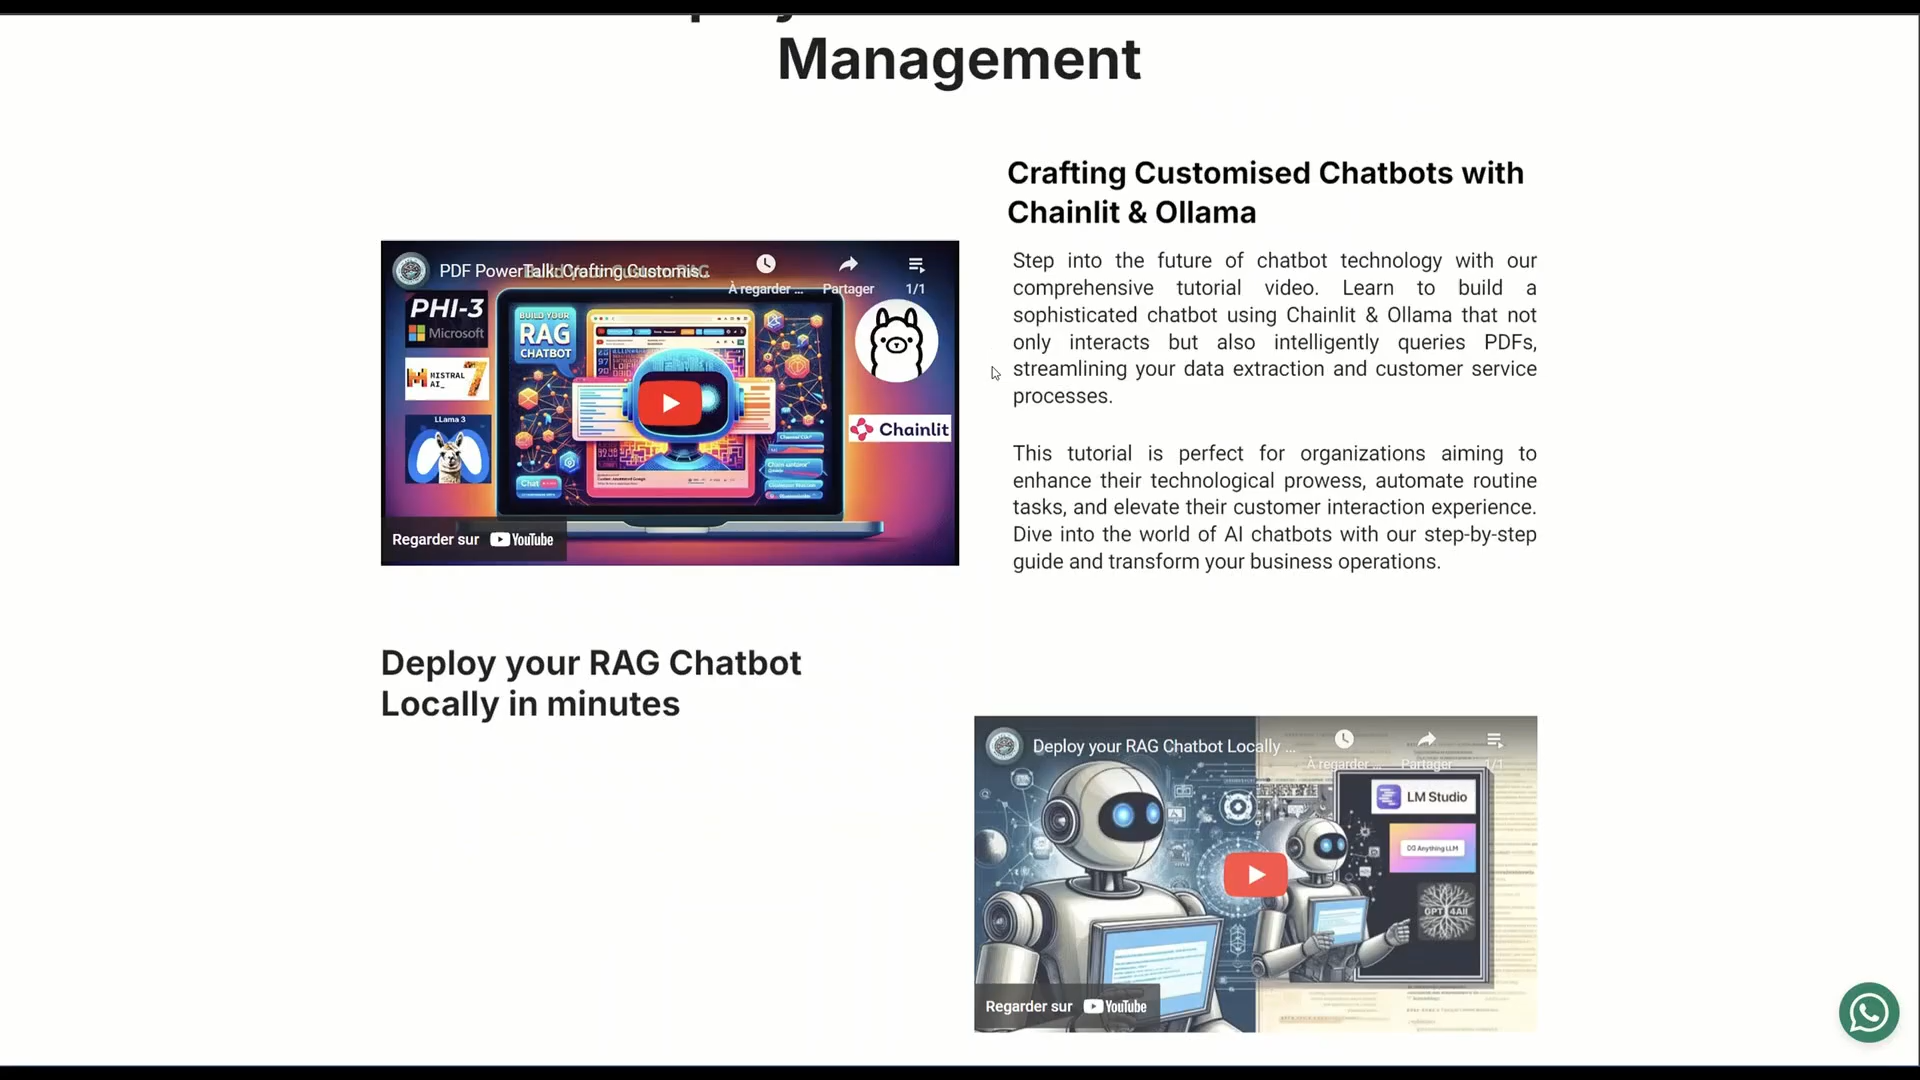 Management
Crafting Customised Chatbots with
Chainlit & Ollama
Step into the future of chatbot technology with our
comprehensive tutorial video. Learn to build a
sophisticated chatbot using Chainlit & Ollama that not
only interacts but also intelligently queries PDFs,
streamlining your data extraction and customer service
processes.
This tutorial is perfect for organizations aiming to
enhance their technological prowess, automate routine
tasks, and elevate their customer interaction experience.
Dive into the world of AI chatbots with our step-by-step
guide and transform your business operations.
PDF PowerTalk: Crafting Customis...
À regarder ...
Partager
1/1
PHI-3
Microsoft
MISTRAL
AI_
7
LLama 3
BUILD YOUR
RAG
CHATBOT
Chat
Chainlit
Regarder sur YouTube
Deploy your RAG Chatbot
Locally in minutes
Deploy your RAG Chatbot Locally ...
À regarder ...
Partager
1/1
LM Studio
Anything LLM
GPT4All
Regarder sur YouTube